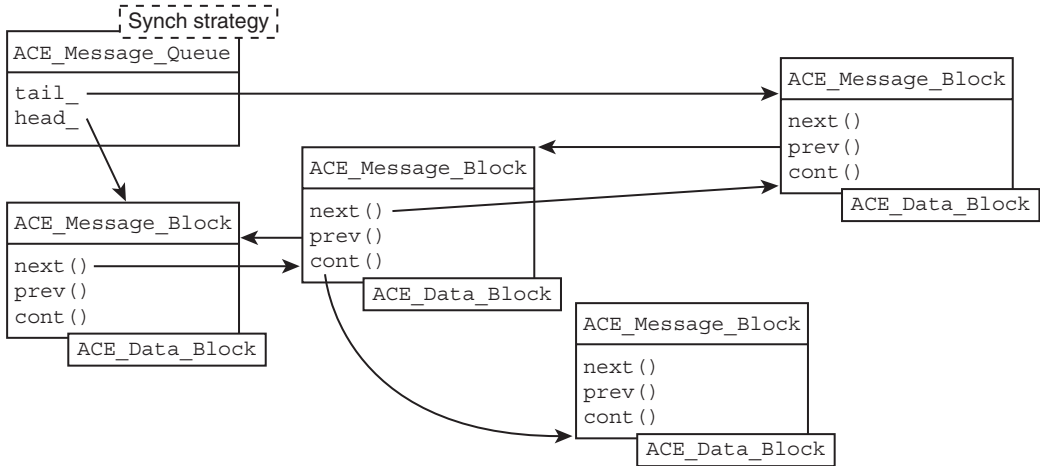 Synch strategy
ACE_Message_Queue
tail_
head_
ACE_Message_Block
next()
prev()
cont()
ACE_Data_Block
ACE_Message_Block
next()
prev()
cont()
ACE_Data_Block
ACE_Message_Block
next()
prev()
cont()
ACE_Data_Block
ACE_Message_Block
next()
prev()
cont()
ACE_Data_Block